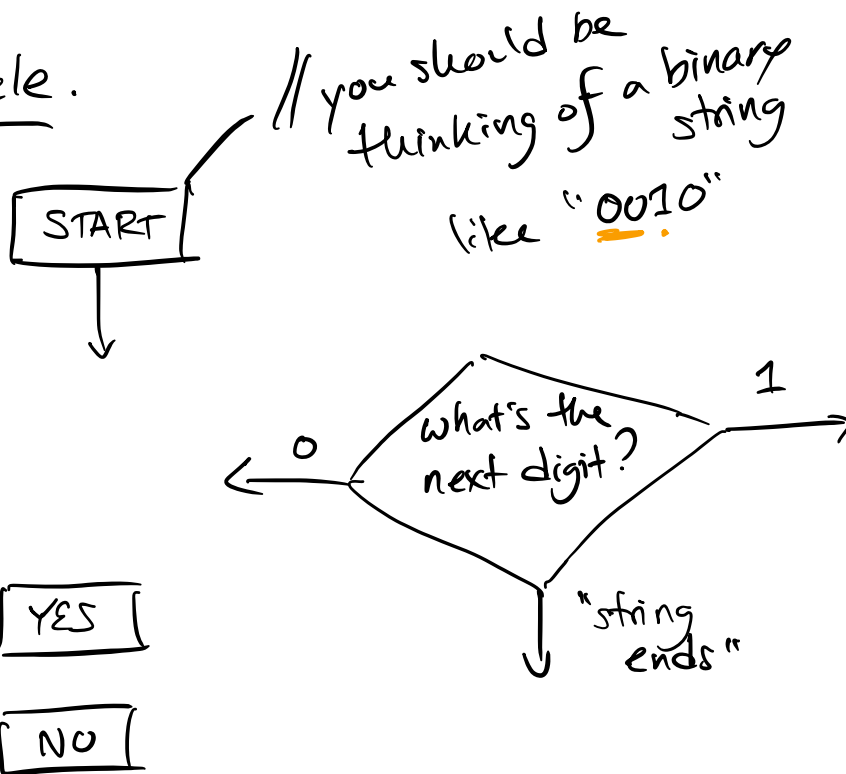 // you should be
thinking of a binary
string
like "0010"
START
what's the
next digit?
0
1
"string
ends"
YES
NO